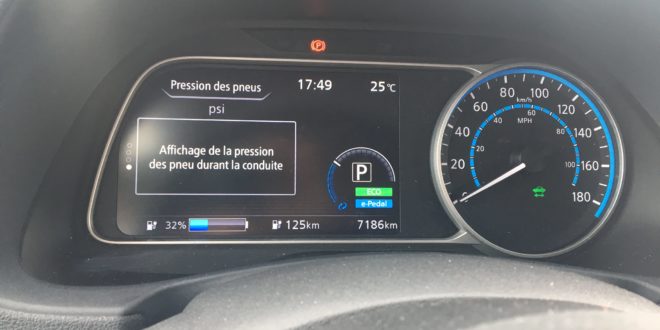 Pression des pneus 17:49 25°C
psi
Affichage de la pression
des pneu durant la conduite
P
ECO
e-Pedal
32% 125km 7186km
0 20 40 60 80 100 120 140 160 180
km/h
MPH
20 40 60 80 100
P